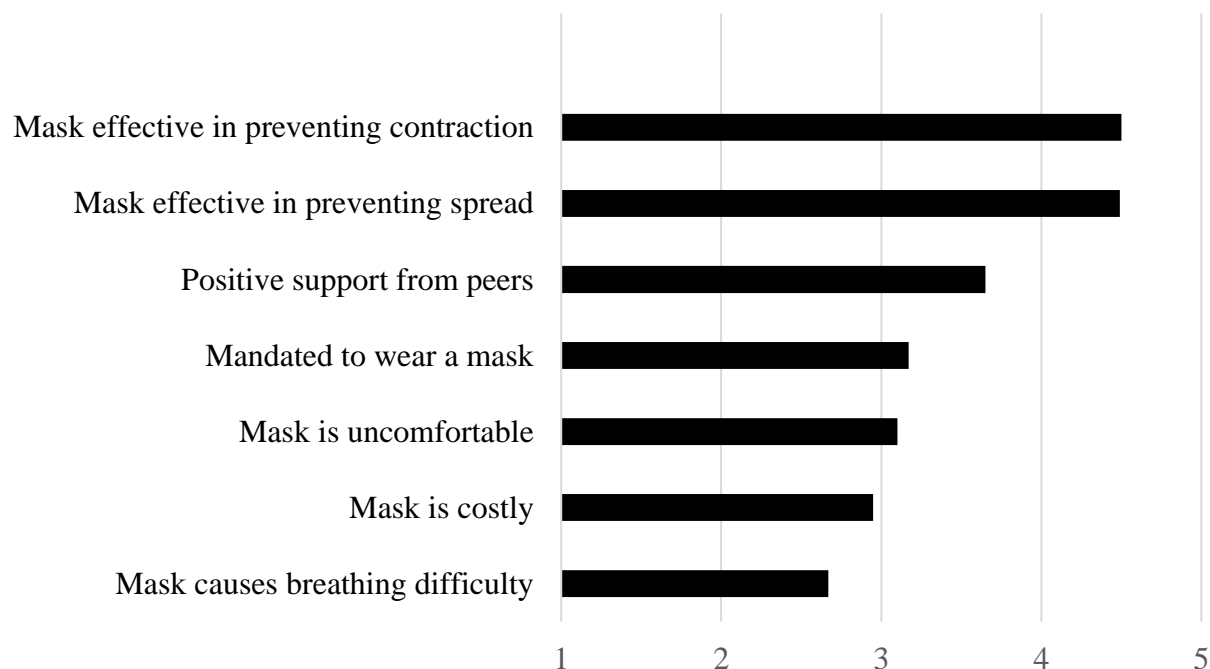 Mask effective in preventing contraction
Mask effective in preventing spread
Positive support from peers
Mandated to wear a mask
Mask is uncomfortable
Mask is costly
Mask causes breathing difficulty
1 2 3 4 5